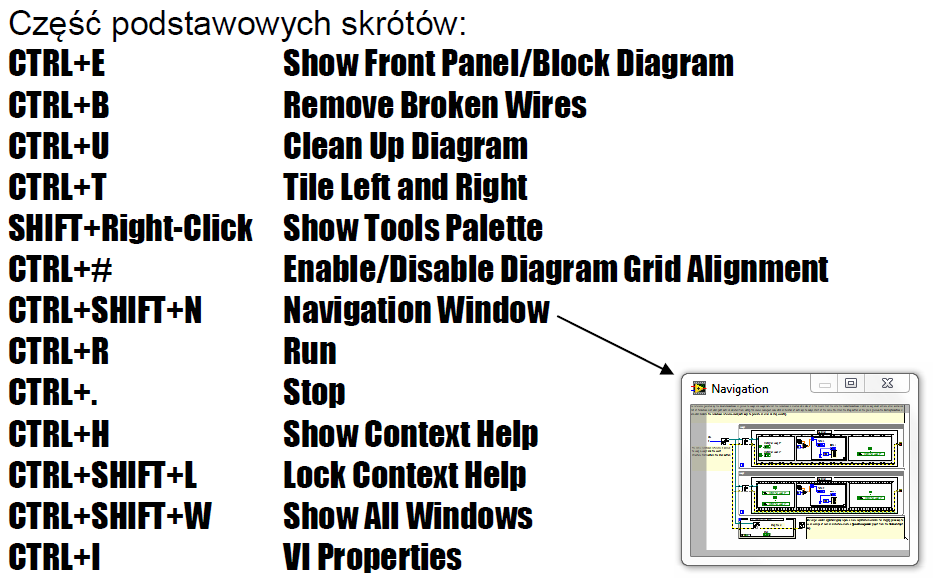 Część podstawowych skrótów:
CTRL+E Show Front Panel/Block Diagram
CTRL+B Remove Broken Wires
CTRL+U Clean Up Diagram
CTRL+T Tile Left and Right
SHIFT+Right-Click Show Tools Palette
CTRL+# Enable/Disable Diagram Grid Alignment
CTRL+SHIFT+N Navigation Window
CTRL+R Run
CTRL+. Stop
CTRL+H Show Context Help
CTRL+SHIFT+L Lock Context Help
CTRL+SHIFT+W Show All Windows
CTRL+I VI Properties
Navigation